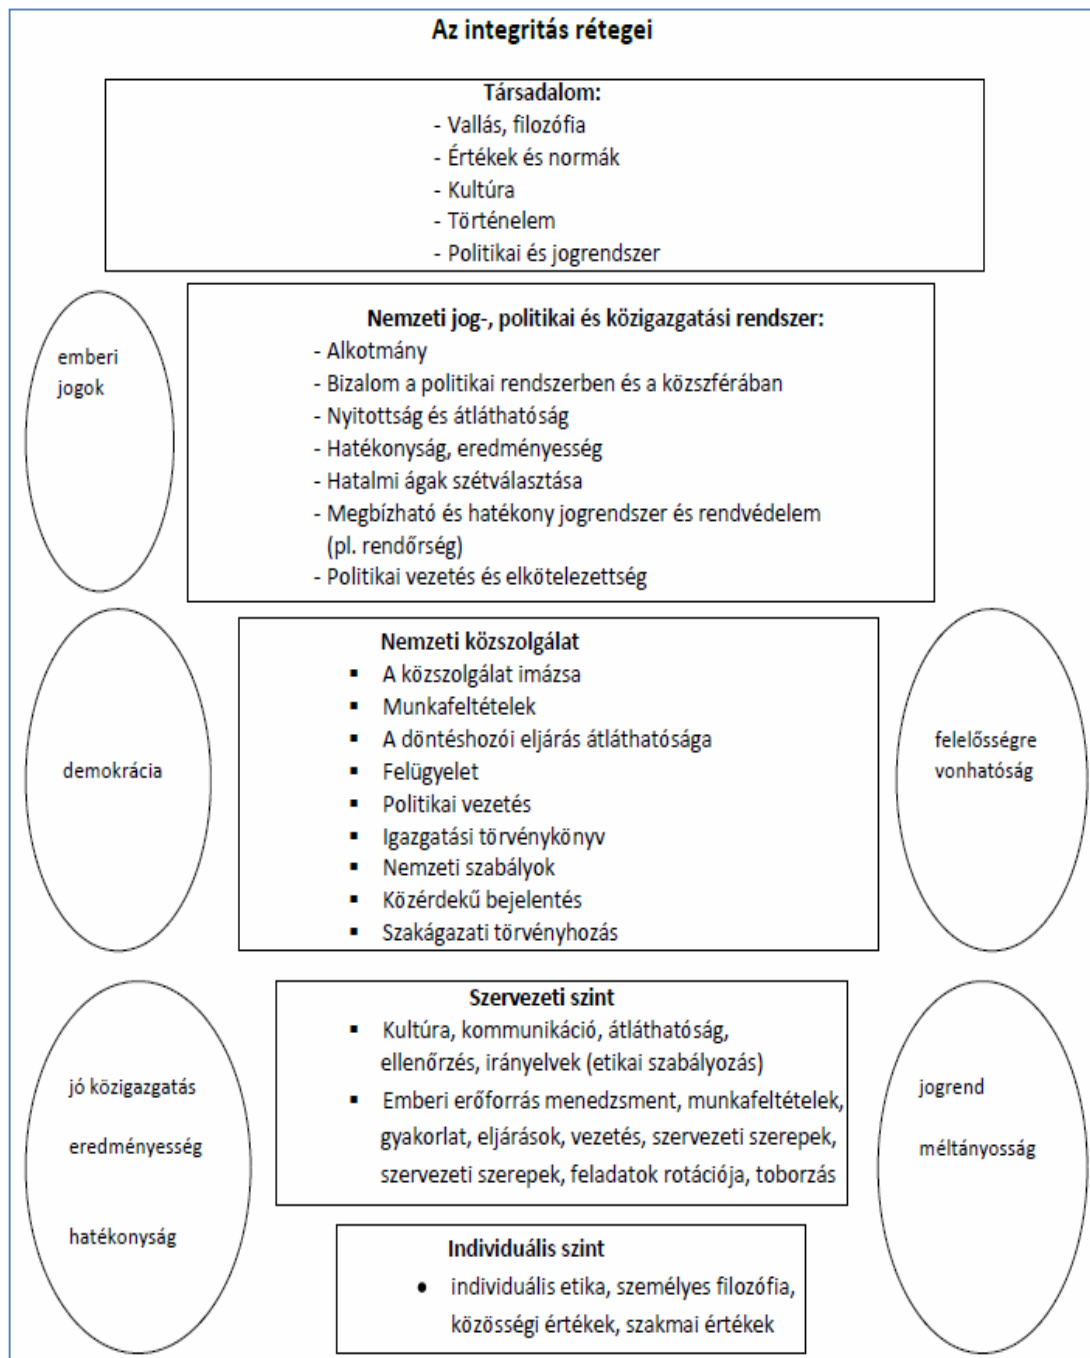 Az integritás rétegei
Társadalom:
- Vallás, filozófia
- Értékek és normák
- Kultúra
- Történelem
- Politikai és jogrendszer
emberi
jogok
Nemzeti jog-, politikai és közigazgatási rendszer:
- Alkotmány
- Bizalom a politikai rendszerben és a közszférában
- Nyitottság és átláthatóság
- Hatékonyság, eredményesség
- Hatalmi ágak szétválasztása
- Megbízható és hatékony jogrendszer és rendvédelem
(pl. rendőrség)
- Politikai vezetés és elkötelezettség
demokrácia
Nemzeti közszolgálat
▪ A közszolgálat imázsa
▪ Munkafeltételek
▪ A döntéshozói eljárás átláthatósága
▪ Felügyelet
▪ Politikai vezetés
▪ Igazgatási törvénykönyv
▪ Nemzeti szabályok
▪ Közérdekű bejelentés
▪ Szakágazati törvényhozás
felelősségre
vonhatóság
jó közigazgatás
eredményesség
hatékonyság
Szervezeti szint
▪ Kultúra, kommunikáció, átláthatóság,
ellenőrzés, irányelvek (etikai szabályozás)
▪ Emberi erőforrás menedzsment, munkafeltételek,
gyakorlat, eljárások, vezetés, szervezeti szerepek,
szervezeti szerepek, feladatok rotációja, toborzás
jogrend
méltányosság
Individuális szint
• individuális etika, személyes filozófia,
közösségi értékek, szakmai értékek